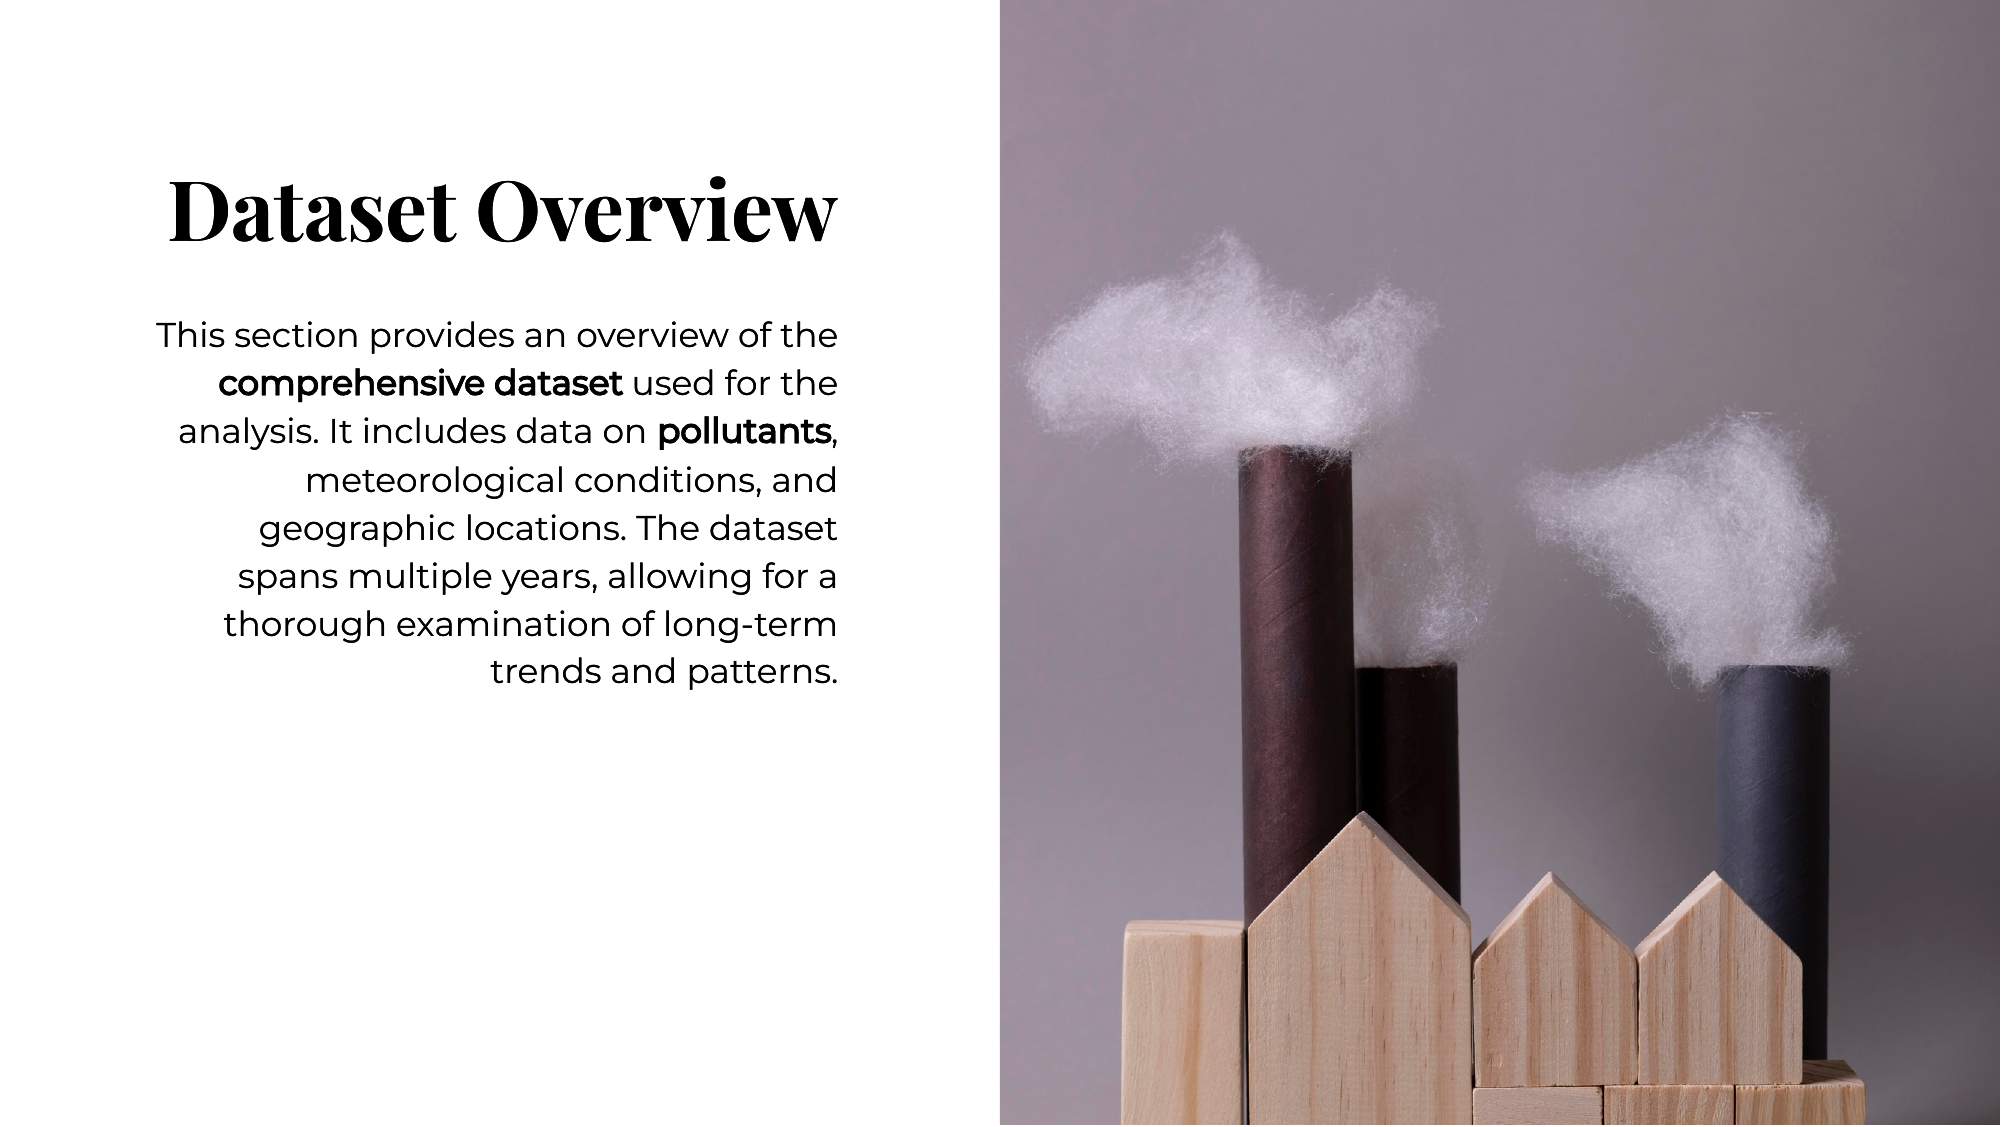 Dataset Overview
This section provides an overview of the
comprehensive dataset used for the
analysis. It includes data on pollutants,
meteorological conditions, and
geographic locations. The dataset
spans multiple years, allowing for a
thorough examination of long-term
trends and patterns.